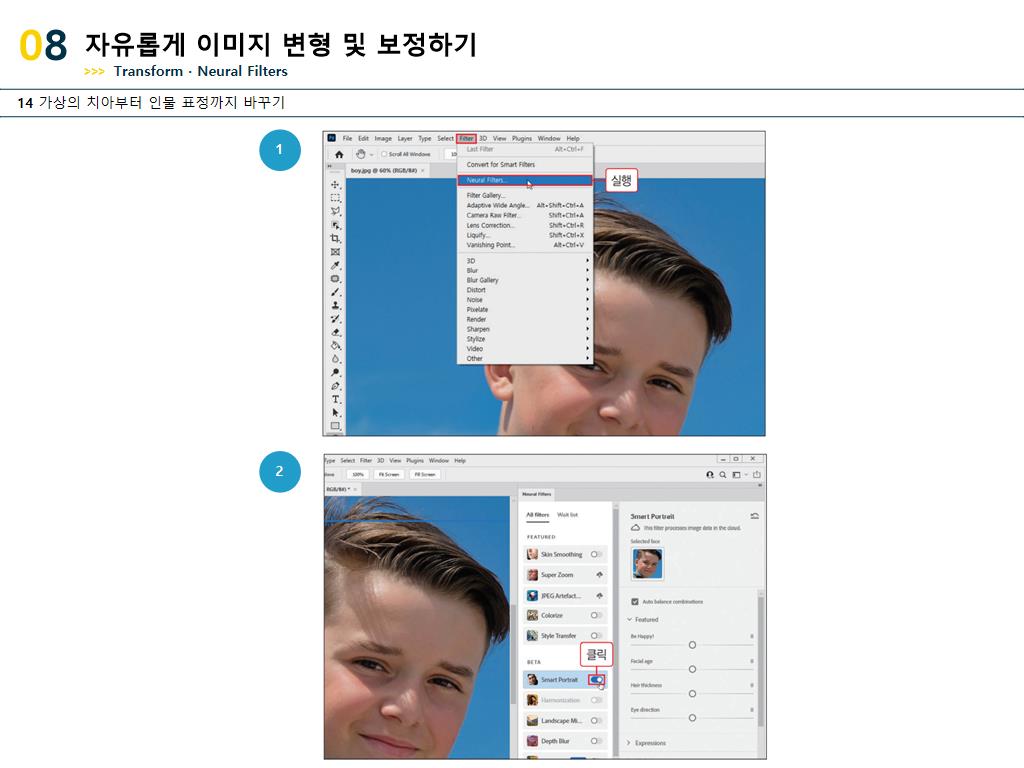 08 자유롭게 이미지 변형 및 보정하기
>>> Transform · Neural Filters
14 가상의 치아부터 인물 표정까지 바꾸기
1
Ps File Edit Image Layer Type Select Filter 3D View Plugins Window Help
Scroll All Windows 10
boy.jpg @ 60% (RGB/8#) ×
Last Filter Alt+Ctrl+F
Convert for Smart Filters
Neural Filters...
실행
Filter Gallery...
Adaptive Wide Angle... Alt+Shift+Ctrl+A
Camera Raw Filter... Shift+Ctrl+A
Lens Correction... Shift+Ctrl+R
Liquify... Shift+Ctrl+X
Vanishing Point... Alt+Ctrl+V
3D
Blur
Blur Gallery
Distort
Noise
Pixelate
Render
Sharpen
Stylize
Video
Other
2
Type Select Filter 3D View Plugins Window Help
dows 100% Fit Screen Fill Screen
RGB/8#) * ×
Neural Filters
All filters Wait list
FEATURED
Skin Smoothing
Super Zoom
JPEG Artefact...
Colorize
Style Transfer
BETA
클릭
Smart Portrait
Harmonization
Landscape Mi...
Depth Blur
Smart Portrait
This filter processes image data in the cloud.
Selected face
Auto balance combinations
Featured
Be Happy! 0
Facial age 0
Hair thickness 0
Eye direction 0
Expressions